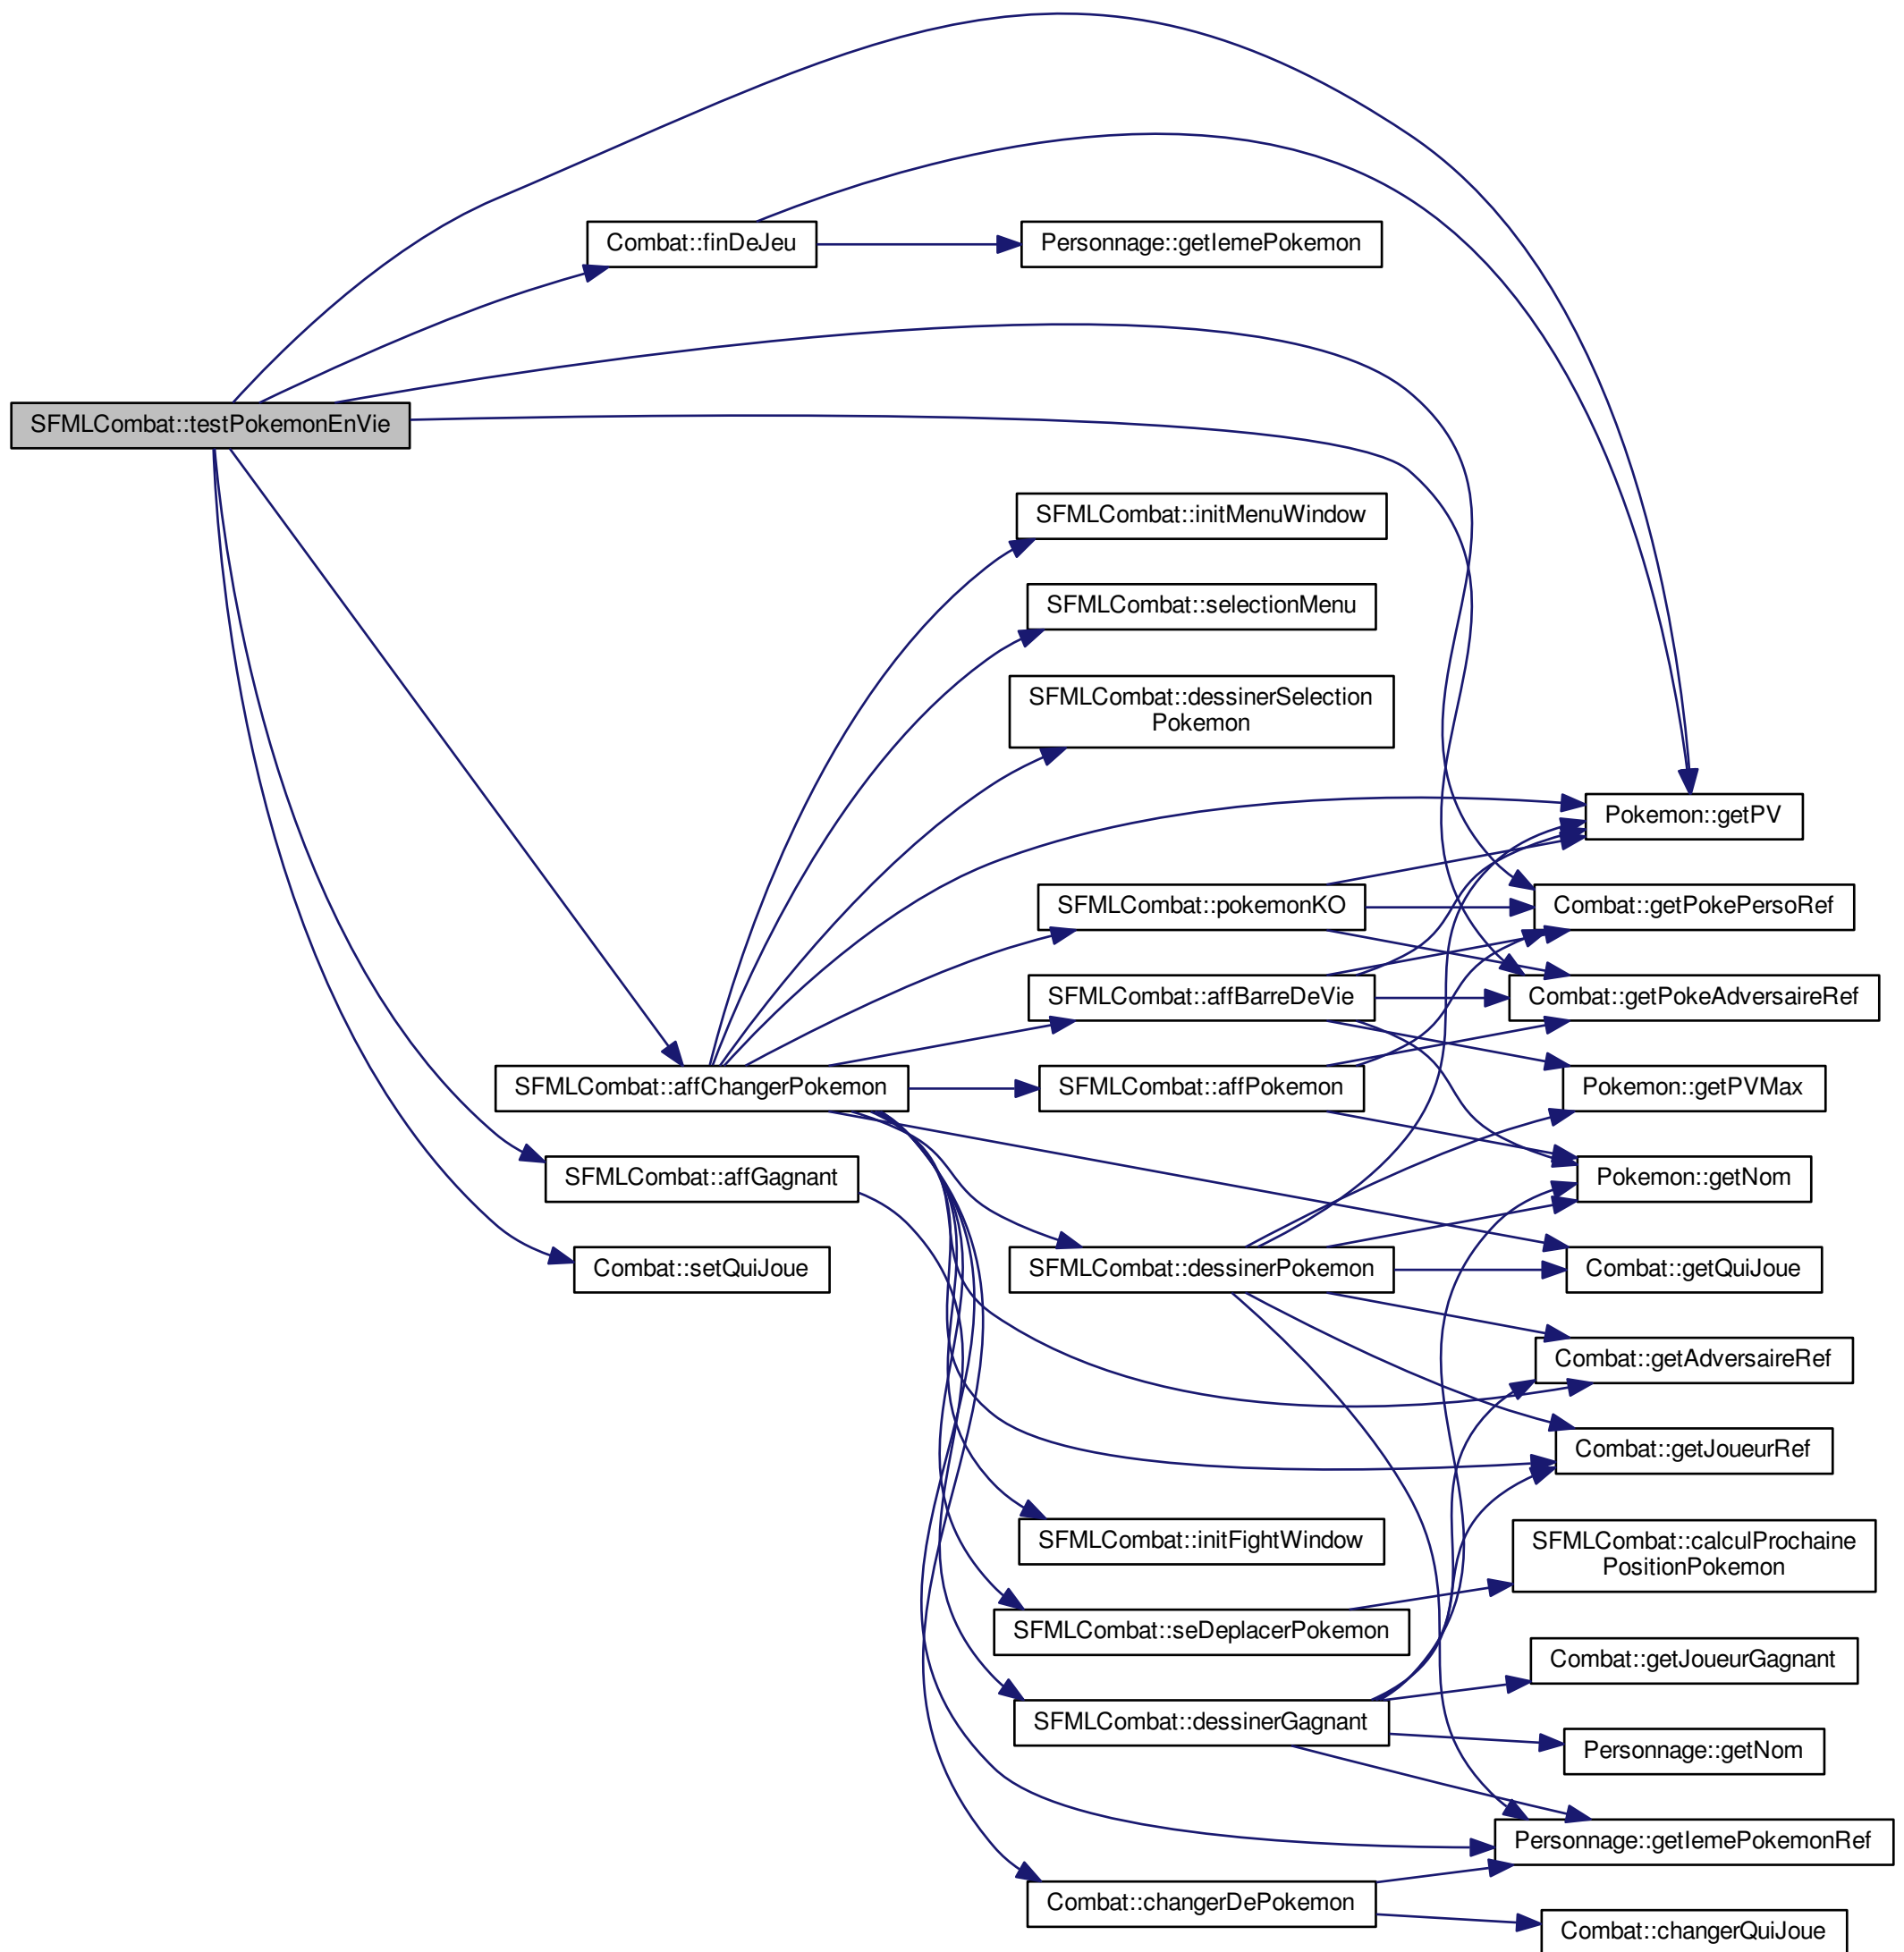 Combat::finDeJeu
Personnage::getIemePokemon
SFMLCombat::testPokemonEnVie
SFMLCombat::initMenuWindow
SFMLCombat::selectionMenu
SFMLCombat::dessinerSelection
Pokemon
Pokemon::getPV
SFMLCombat::pokemonKO
Combat::getPokePersoRef
SFMLCombat::affBarreDeVie
Combat::getPokeAdversaireRef
SFMLCombat::affChangerPokemon
SFMLCombat::affPokemon
Pokemon::getPVMax
SFMLCombat::affGagnant
Pokemon::getNom
Combat::setQuiJoue
SFMLCombat::dessinerPokemon
Combat::getQuiJoue
Combat::getAdversaireRef
Combat::getJoueurRef
SFMLCombat::initFightWindow
SFMLCombat::calculProchaine
PositionPokemon
SFMLCombat::seDeplacerPokemon
Combat::getJoueurGagnant
SFMLCombat::dessinerGagnant
Personnage::getNom
Personnage::getIemePokemonRef
Combat::changerDePokemon
Combat::changerQuiJoue